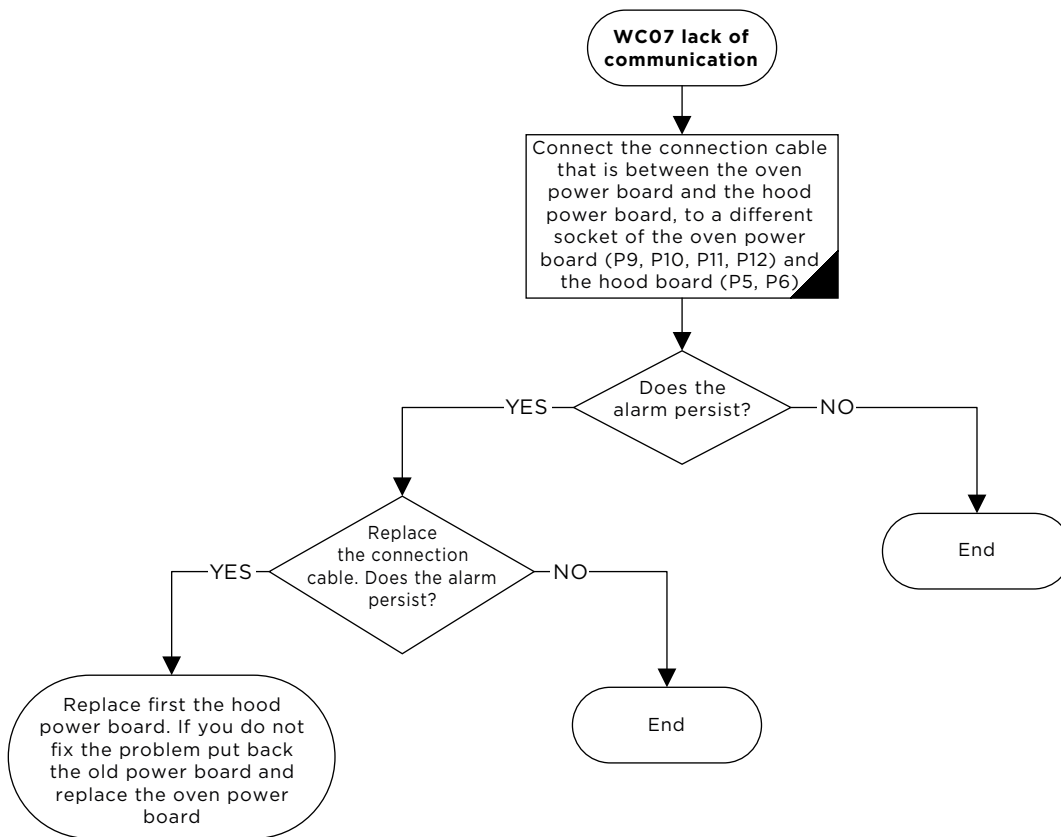 WC07 lack of
communication
Connect the connection cable
that is between the oven
power board and the hood
power board, to a different
socket of the oven power
board (P9, P10, P11, P12) and
the hood board (P5, P6)
Does the
alarm persist?
YES
NO
Replace
the connection
cable. Does the alarm
persist?
End
YES
NO
Replace first the hood
power board. If you do not
fix the problem put back
the old power board and
replace the oven power
board
End